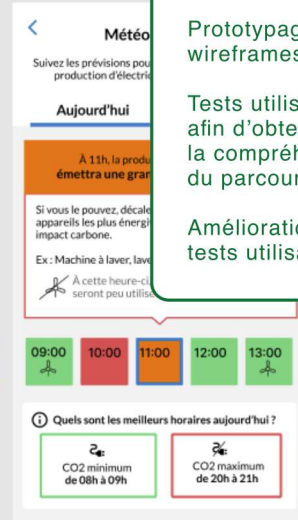 Météo
Suivez les prévisions pou
production d'électri
Aujourd'hui
À 11h, la produ
émettra une gran
Si vous le pouvez, décale
appareils les plus énergi
impact carbone.
Ex : Machine à laver, lave
À cette heure-ci,
seront peu utilise
Prototypag
wireframes
Tests utilis
afin d'obte
la compréh
du parcour
Amélioratio
tests utilisa
09:00 10:00 11:00 12:00 13:00
Quels sont les meilleurs horaires aujourd'hui ?
CO2 minimum
de 08h à 09h
CO2 maximum
de 20h à 21h